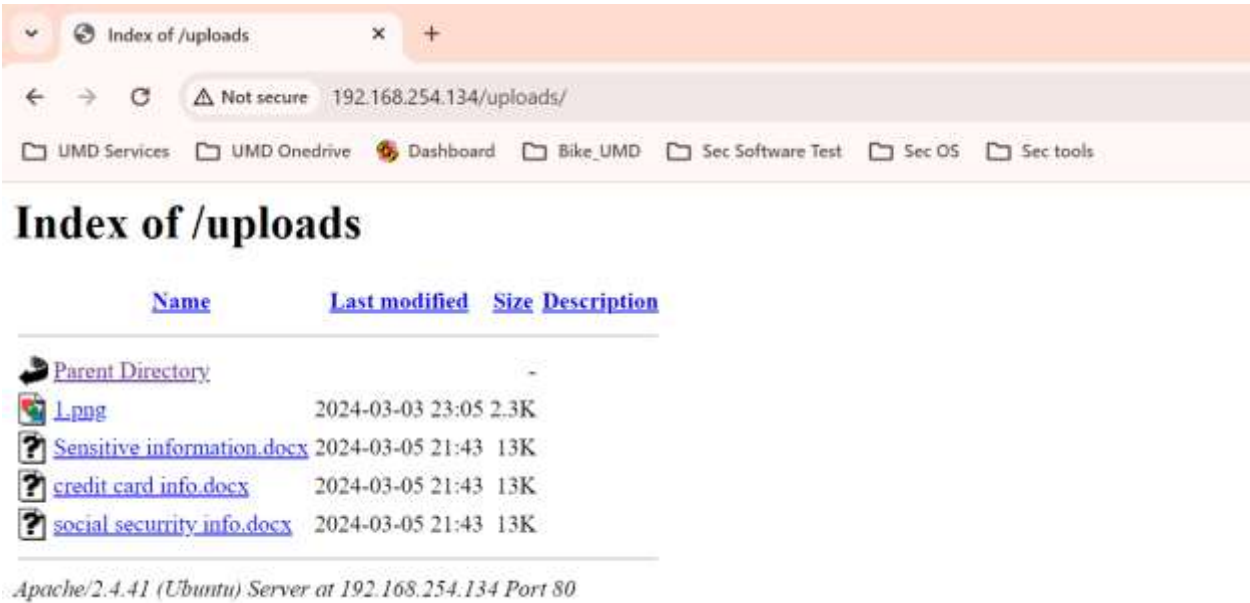 Index of /uploads
Not secure 192.168.254.134/uploads/
UMD Services UMD Onedrive Dashboard Bike_UMD Sec Software Test Sec OS Sec tools
Index of /uploads
Name Last modified Size Description
Parent Directory -
1.png 2024-03-03 23:05 2.3K
Sensitive information.docx 2024-03-05 21:43 13K
credit card info.docx 2024-03-05 21:43 13K
social securrity info.docx 2024-03-05 21:43 13K
Apache/2.4.41 (Ubuntu) Server at 192.168.254.134 Port 80